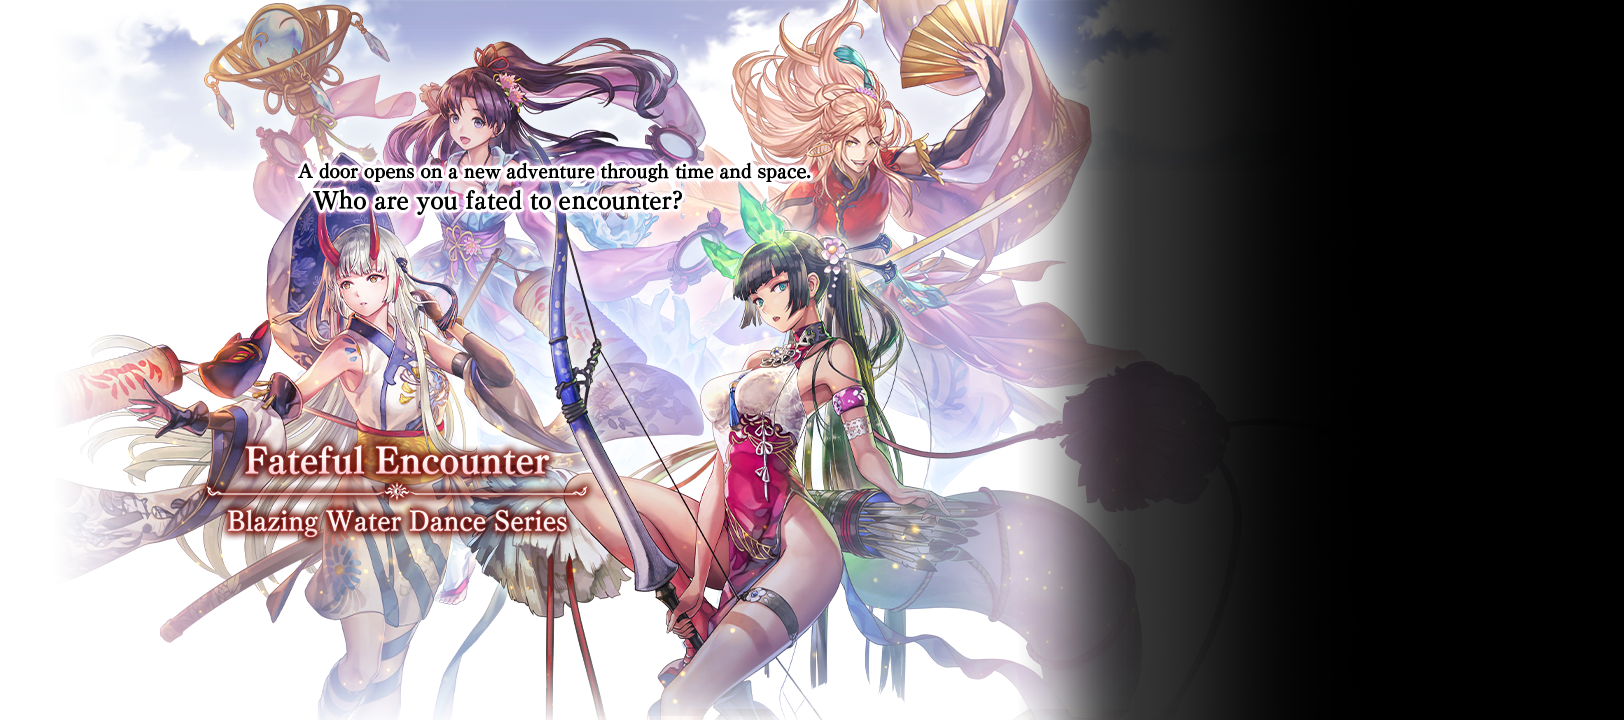 A door opens on a new adventure through time and space.
Who are you fated to encounter?
Fateful Encounter
Blazing Water Dance Series